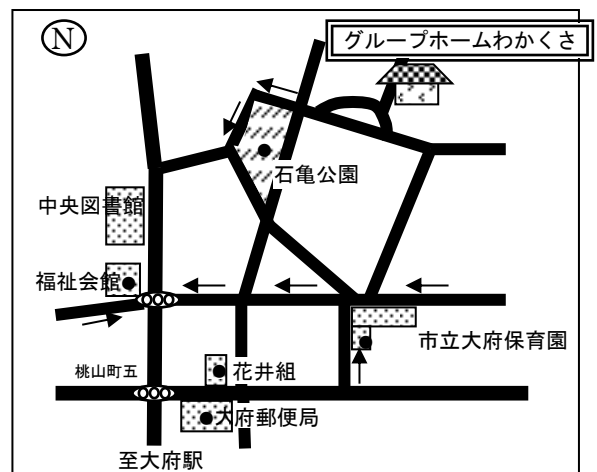 N
グループホームわかくさ
石亀公園
中央図書館
福祉会館
市立大府保育園
桃山町五
花井組
大府郵便局
至大府駅